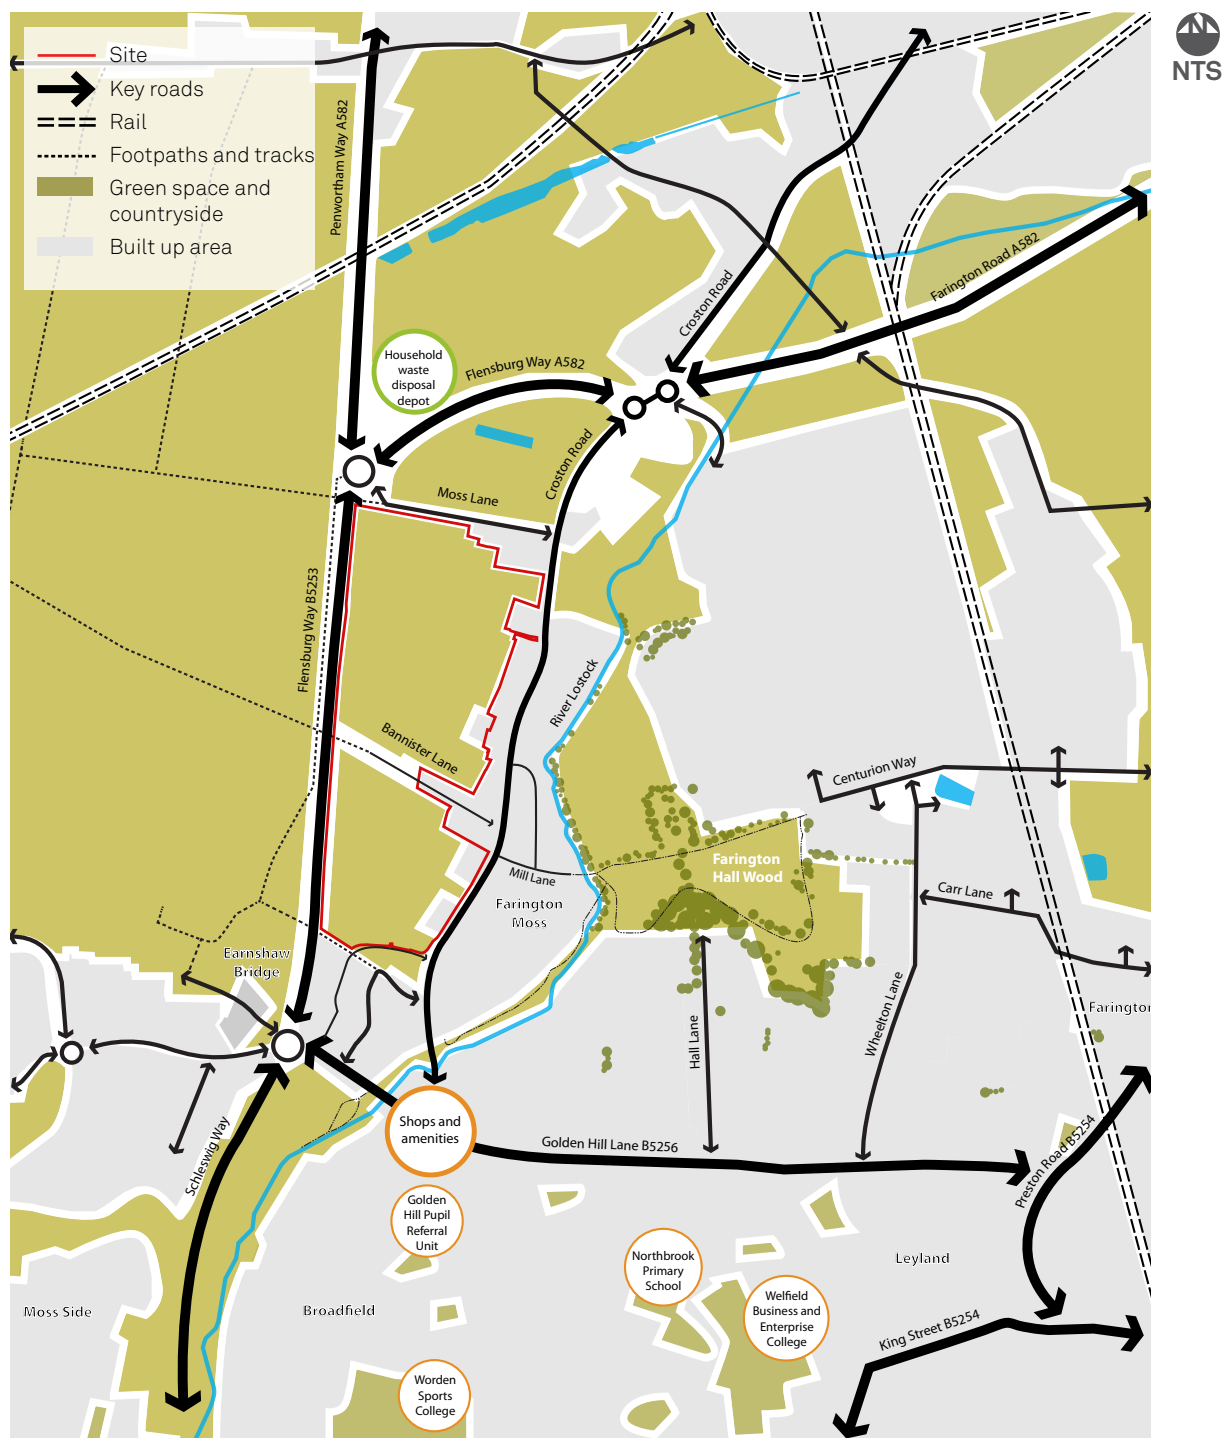 Site
Key roads
Rail
Footpaths and tracks
Green space and
countryside
Built up area
NTS
Penwortham Way A582
Croston Road
Farington Road A582
Household
waste
disposal
depot
Flensburg Way A582
Croston Road
Moss Lane
Flensburg Way B5253
River Lostock
Bannister Lane
Centurion Way
Mill Lane
Farington
Hall Wood
Farington
Moss
Carr Lane
Earnshaw
Bridge
Wheelton Lane
Farington
Hall Lane
Shops and
amenities
Golden Hill Lane B5256
Preston Road B5254
Schleswig Way
Golden
Hill Pupil
Referral
Unit
Northbrook
Primary
School
Leyland
Welfield
Business and
Enterprise
College
Moss Side
Broadfield
King Street B5254
Worden
Sports
College